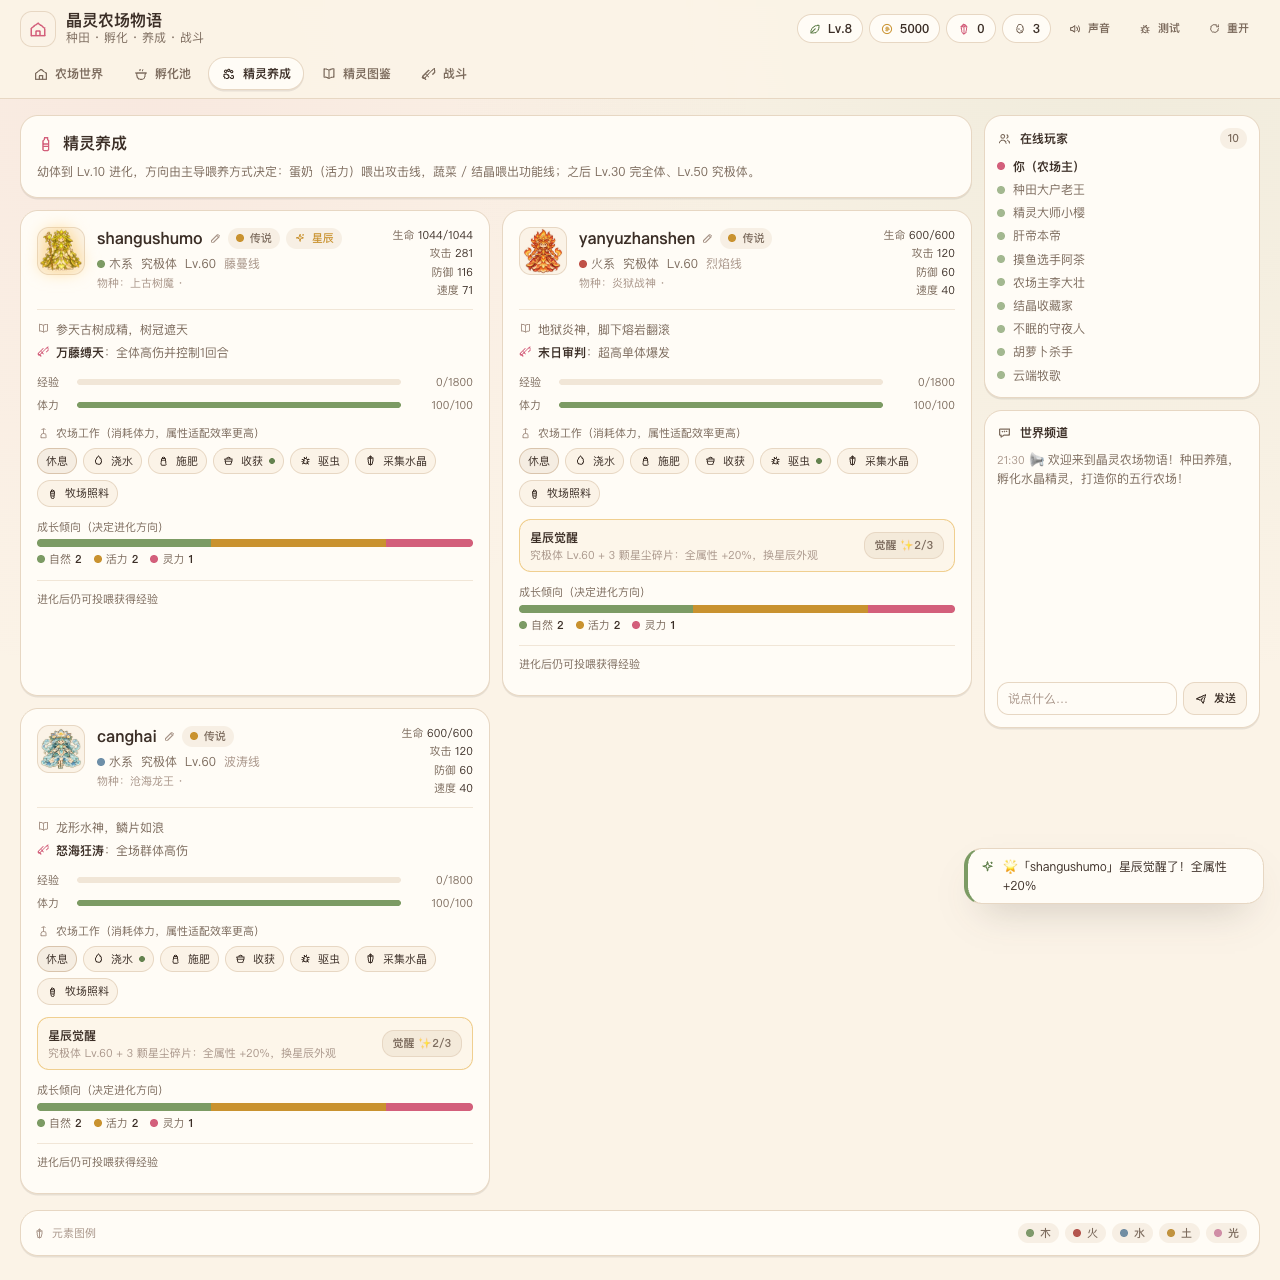 晶灵农场物语
种田 · 孵化 · 养成 · 战斗
Lv.8
5000
0
3
声音
测试
重开
农场世界
孵化池
精灵养成
精灵图鉴
战斗
精灵养成
幼体到 Lv.10 进化，方向由主导喂养方式决定：蛋奶（活力）喂出攻击线，蔬菜 / 结晶喂出功能线；之后 Lv.30 完全体、Lv.50 究极体。
shangushumo 传说 星辰
木系 究极体 Lv.60 藤蔓线
物种：上古树魔 ·
生命 1044/1044
攻击 281
防御 116
速度 71
参天古树成精，树冠遮天
万藤缚天：全体高伤并控制1回合
经验 0/1800
体力 100/100
农场工作（消耗体力，属性适配效率更高）
休息 浇水 施肥 收获 驱虫 采集水晶
牧场照料
成长倾向（决定进化方向）
自然 2 活力 2 灵力 1
进化后仍可投喂获得经验
yanyuzhanshen 传说
火系 究极体 Lv.60 烈焰线
物种：炎狱战神 ·
生命 600/600
攻击 120
防御 60
速度 40
地狱炎神，脚下熔岩翻滚
末日审判：超高单体爆发
经验 0/1800
体力 100/100
农场工作（消耗体力，属性适配效率更高）
休息 浇水 施肥 收获 驱虫 采集水晶
牧场照料
星辰觉醒
究极体 Lv.60 + 3 颗星尘碎片：全属性 +20%，换星辰外观
觉醒 ✨2/3
成长倾向（决定进化方向）
自然 2 活力 2 灵力 1
进化后仍可投喂获得经验
canghai 传说
水系 究极体 Lv.60 波涛线
物种：沧海龙王 ·
生命 600/600
攻击 120
防御 60
速度 40
龙形水神，鳞片如浪
怒海狂涛：全场群体高伤
经验 0/1800
体力 100/100
农场工作（消耗体力，属性适配效率更高）
休息 浇水 施肥 收获 驱虫 采集水晶
牧场照料
星辰觉醒
究极体 Lv.60 + 3 颗星尘碎片：全属性 +20%，换星辰外观
觉醒 ✨2/3
成长倾向（决定进化方向）
自然 2 活力 2 灵力 1
进化后仍可投喂获得经验
在线玩家 10
你（农场主）
种田大户老王
精灵大师小樱
肝帝本帝
摸鱼选手阿茶
农场主李大壮
结晶收藏家
不眠的守夜人
胡萝卜杀手
云端牧歌
世界频道
21:30 📢 欢迎来到晶灵农场物语！种田养殖，
孵化水晶精灵，打造你的五行农场！
说点什么…
发送
🌟「shangushumo」星辰觉醒了！全属性
+20%
元素图例
木 火 水 土 光